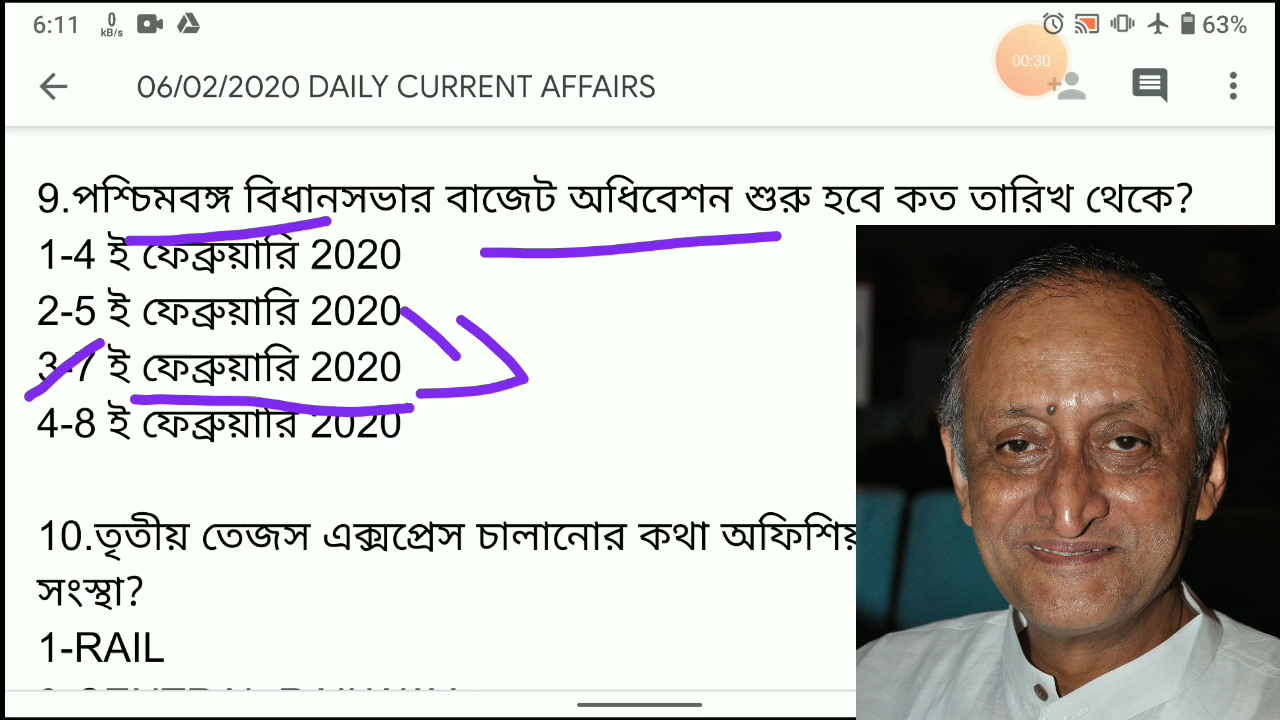 6:11 0 kB/s 63%
00:30
06/02/2020 DAILY CURRENT AFFAIRS
9.পশ্চিমবঙ্গ বিধানসভার বাজেট অধিবেশন শুরু হবে কত তারিখ থেকে?
1-4 ই ফেব্রুয়ারি 2020
2-5 ই ফেব্রুয়ারি 2020
3-7 ই ফেব্রুয়ারি 2020
4-8 ই ফেব্রুয়ারি 2020
10.তৃতীয় তেজস এক্সপ্রেস চালানোর কথা
সংস্থা?
1-RAIL